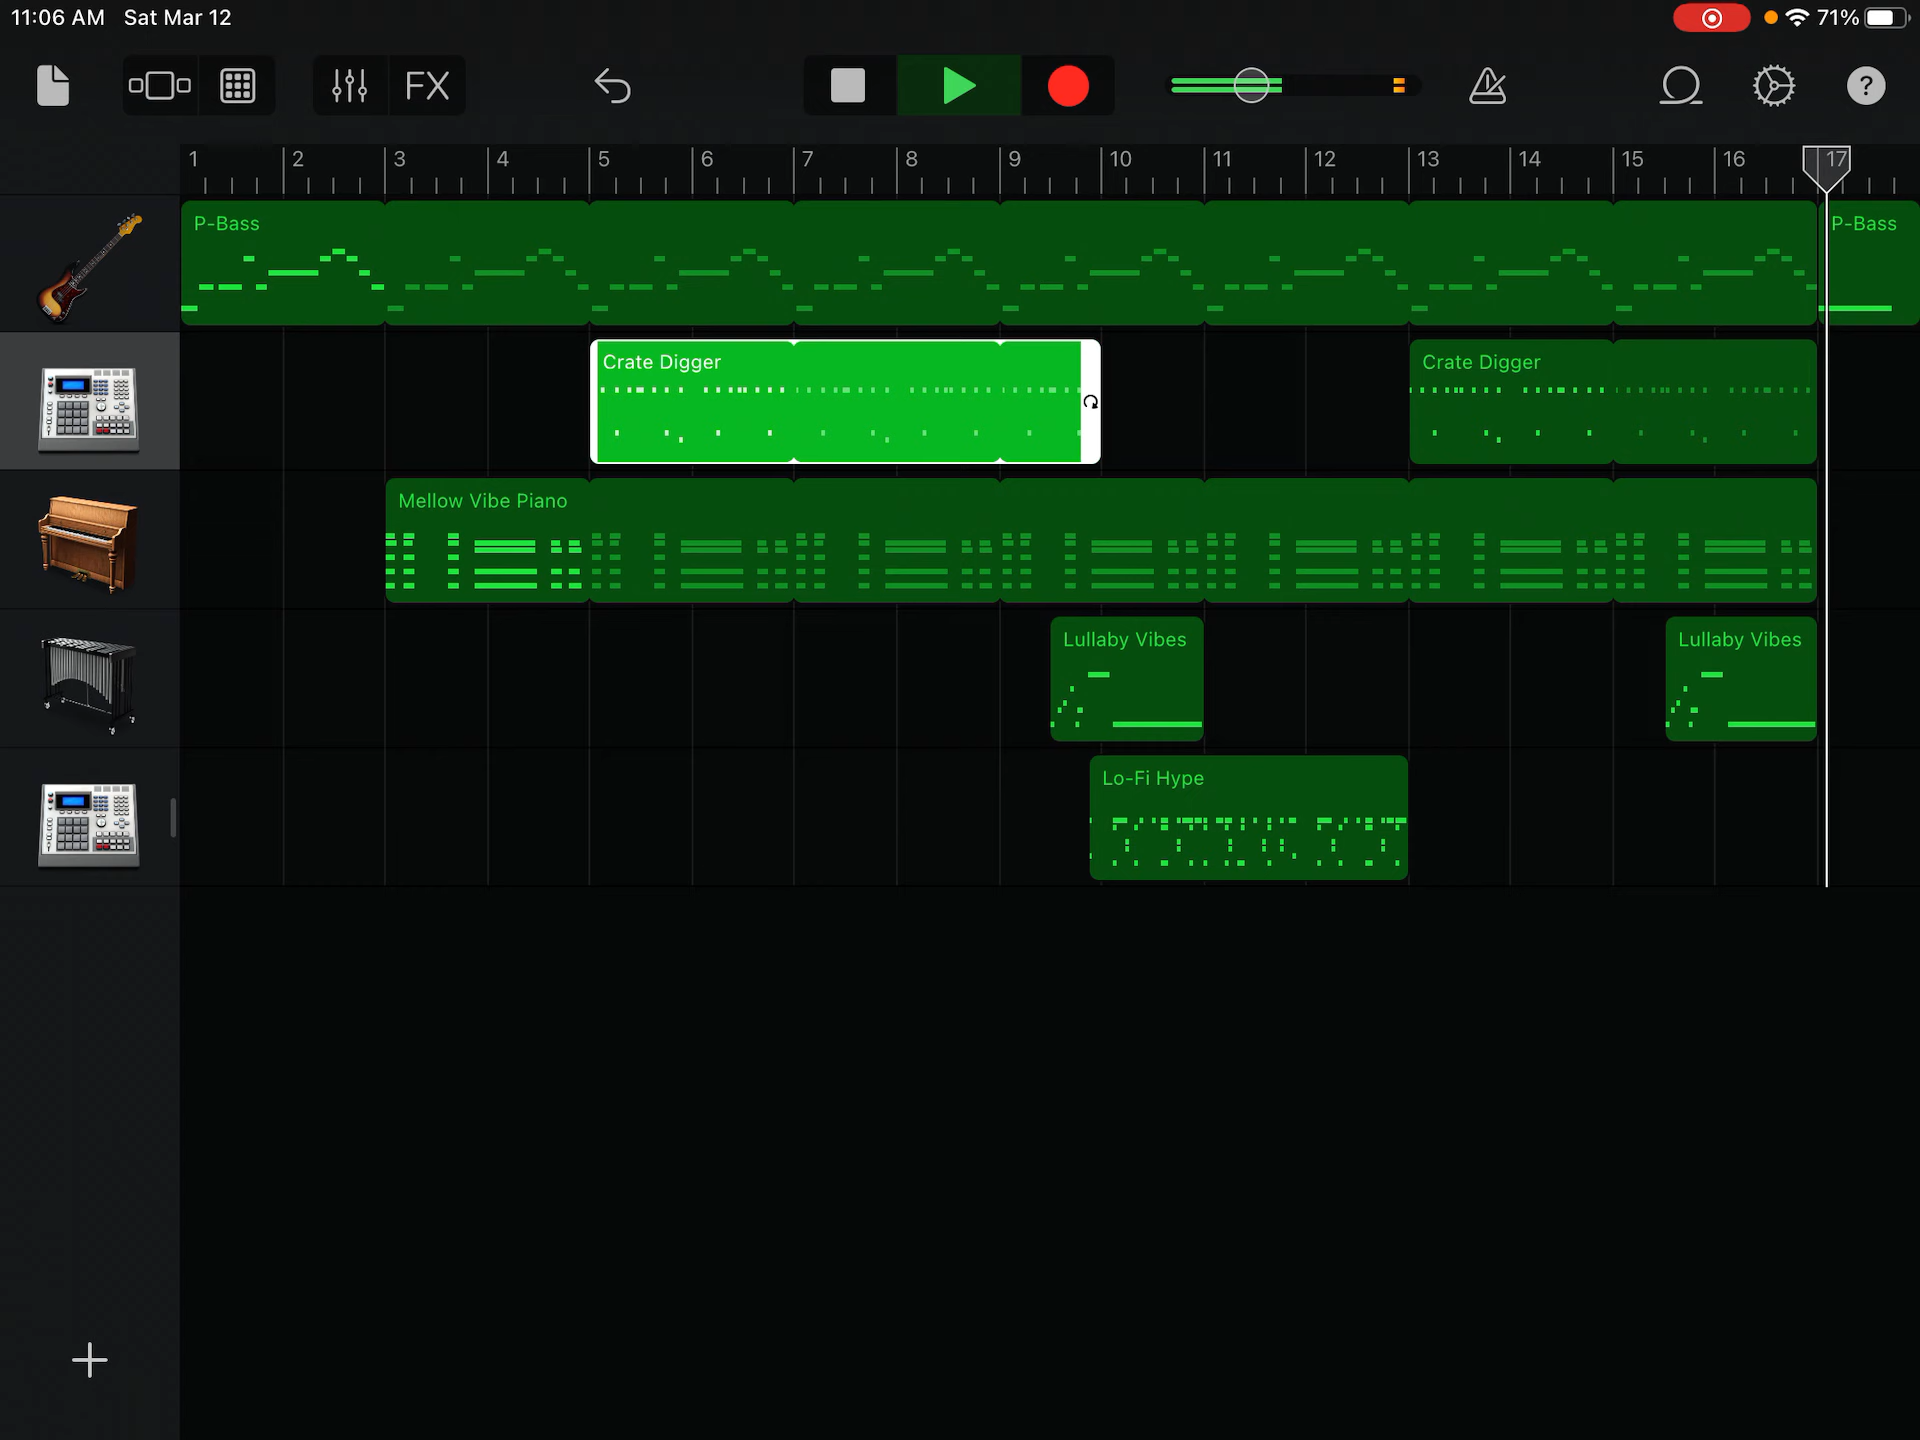 11:06 AM Sat Mar 12
71%
FX
?
1 2 3 4 5 6 7 8 9 10 11 12 13 14 15 16 17
P-Bass
P-Bass
Crate Digger
Crate Digger
Mellow Vibe Piano
Lullaby Vibes
Lullaby Vibes
Lo-Fi Hype